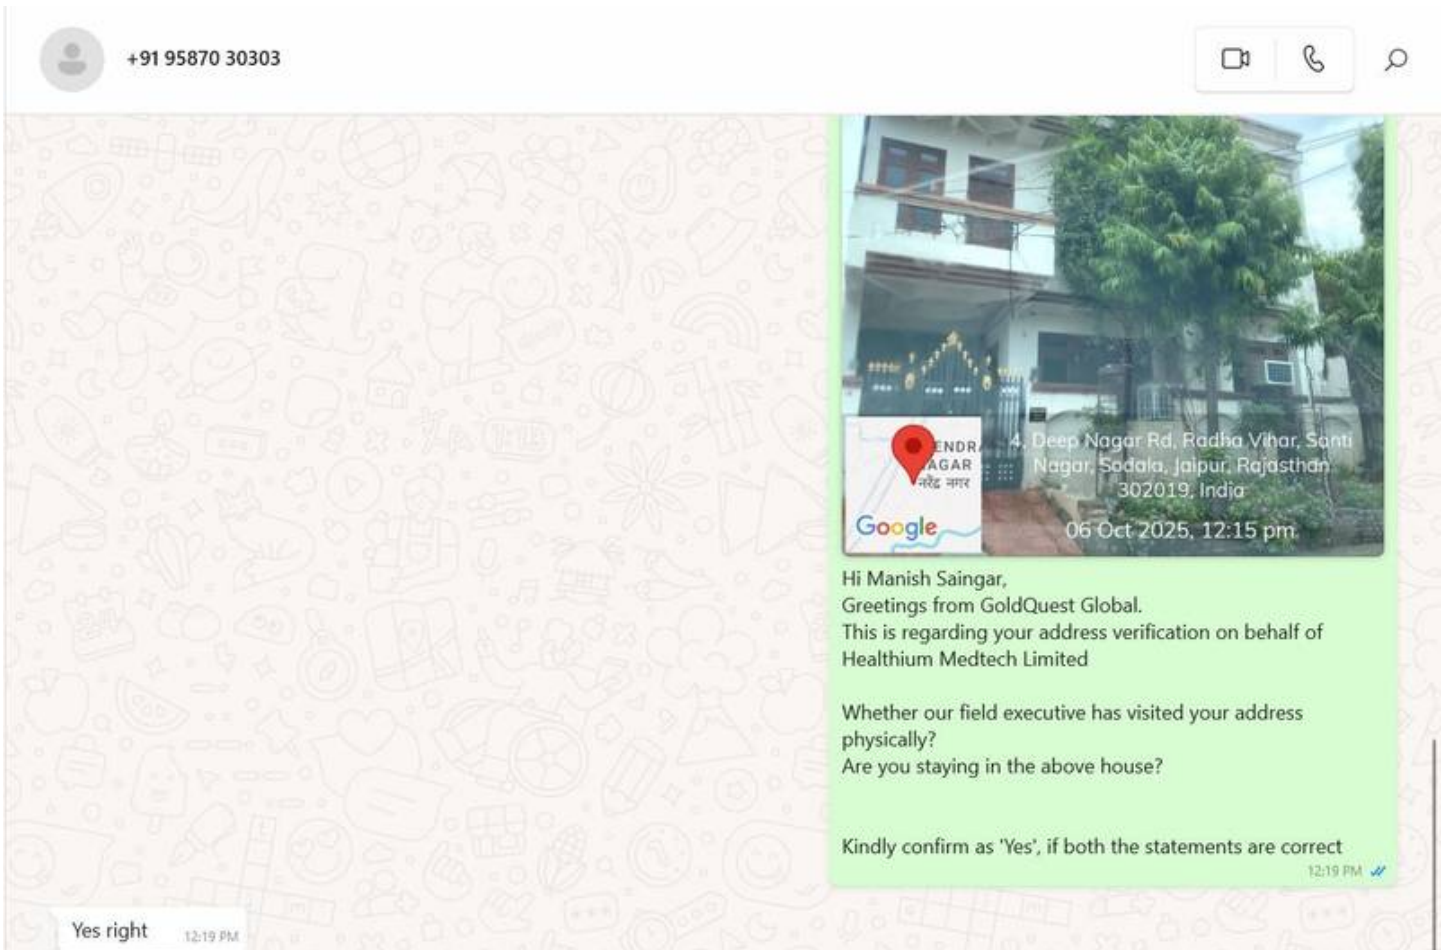 +91 95870 30303
ENDRA
AGAR
नरेंद्र नगर
Google
4, Deep Nagar Rd, Radha Vihar, Santi
Nagar, Sodala, Jaipur, Rajasthan
302019, India
06 Oct 2025, 12:15 pm
Hi Manish Saingar,
Greetings from GoldQuest Global.
This is regarding your address verification on behalf of
Healthium Medtech Limited
Whether our field executive has visited your address
physically?
Are you staying in the above house?
Kindly confirm as 'Yes', if both the statements are correct
12:19 PM
Yes right
12:19 PM